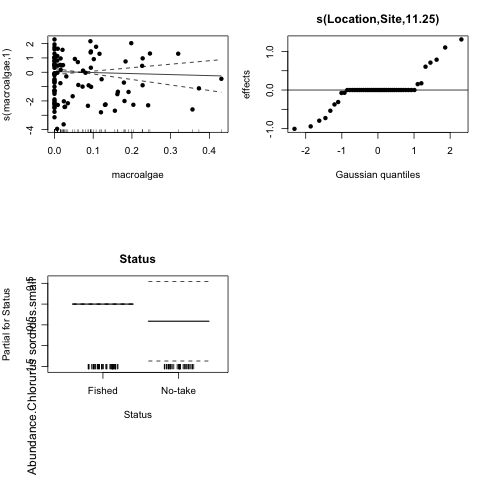 s(Location,Site,11.25)
s(macroalgae,1)
2
1
0
-2
-4
0.0 0.1 0.2 0.3 0.4
macroalgae
effects
1.0
0.0
-1.0
-2 -1 0 1 2
Gaussian quantiles
Status
Partial for Status
Abundance.Chlorurus sordidus.small
Fished No-take
Status